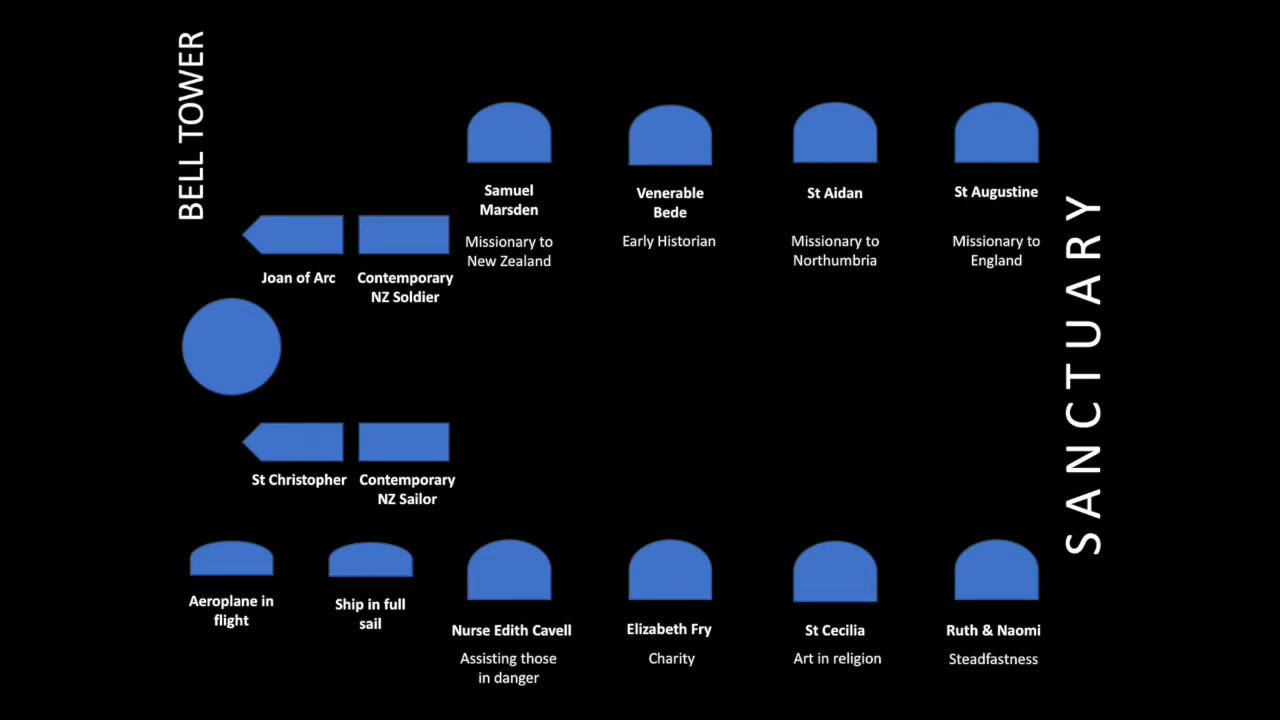 BELL TOWER
Samuel
Marsden
Missionary to
New Zealand
Venerable
Bede
Early Historian
St Aidan
Missionary to
Northumbria
St Augustine
Missionary to
England
SANCTUARY
Joan of Arc
Contemporary
NZ Soldier
St Christopher
Contemporary
NZ Sailor
Aeroplane in
flight
Ship in full
sail
Nurse Edith Cavell
Assisting those
in danger
Elizabeth Fry
Charity
St Cecilia
Art in religion
Ruth & Naomi
Steadfastness